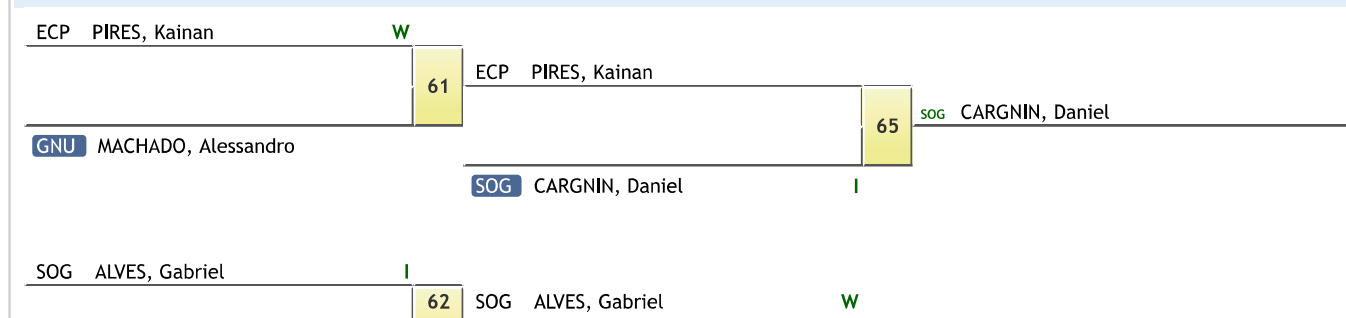 ECP PIRES, Kainan W
61
GNU MACHADO, Alessandro
ECP PIRES, Kainan
65
SOG CARGNIN, Daniel I
SOG CARGNIN, Daniel
SOG ALVES, Gabriel I
62
SOG ALVES, Gabriel W